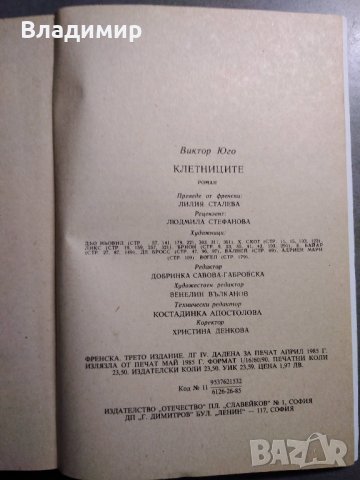 Владимир
Виктор Юго
КЛЕТНИЦИТЕ
роман
Преведе от френски:
ЛИЛИЯ СТАЛЕВА
Рецензент
ЛЮДМИЛА СТЕФАНОВА
Художници:
Редактор
ДОБРИНКА САВОВА-ГАБРОВСКА
Художествен редактор
ВЕНЕЛИН ВЪЛКАНОВ
Технически редактор
КОСТАДИНКА АПОСТОЛОВА
Коректор
ХРИСТИНА ДЕНКОВА
ФРЕНСКА. ТРЕТО ИЗДАНИЕ. ЛГ IV. ДАДЕНА ЗА ПЕЧАТ АПРИЛ 1985 Г.
ИЗЛЯЗЛА ОТ ПЕЧАТ МАЙ 1985 Г. ФОРМАТ 1/16/60/90. ПЕЧАТНИ КОЛИ
23,50. ИЗДАТЕЛСКИ КОЛИ 23,50. УИК 23,59. ЦЕНА 1,97 ЛВ.
Код № 11 9537621532
6126-26-85
ИЗДАТЕЛСТВО „ОТЕЧЕСТВО" ПЛ. „СЛАВЕЙКОВ" № 1, СОФИЯ
ДП „Г. ДИМИТРОВ" БУЛ. „ЛЕНИН" — 117, СОФИЯ
BAZAR